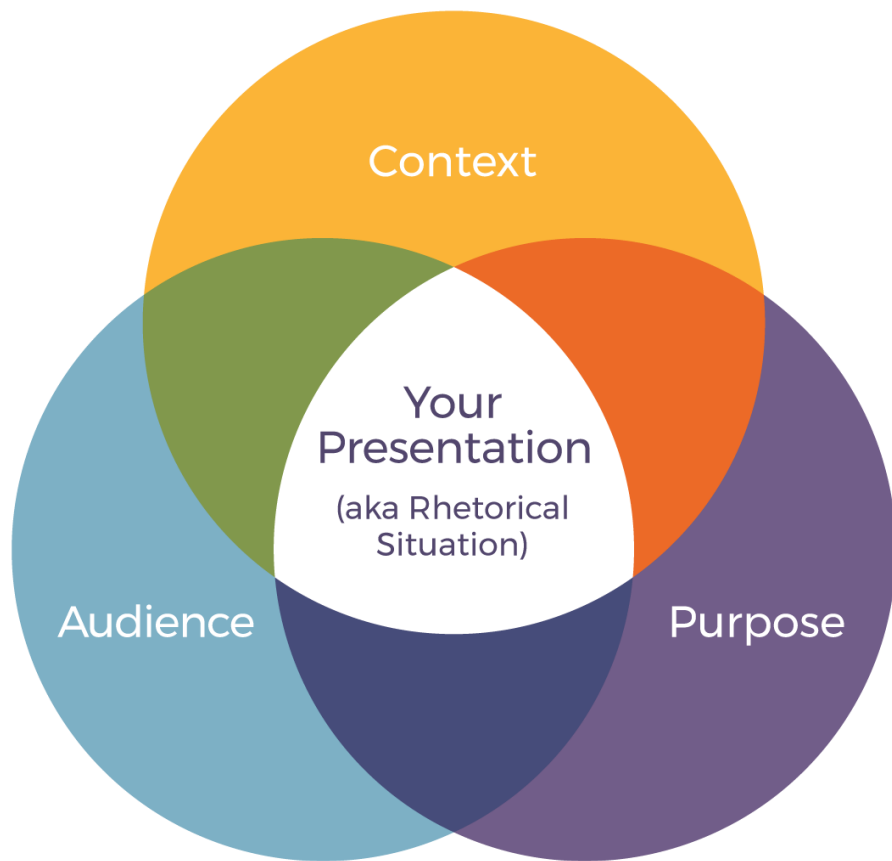 Context
Your
Presentation
(aka Rhetorical
Situation)
Audience
Purpose